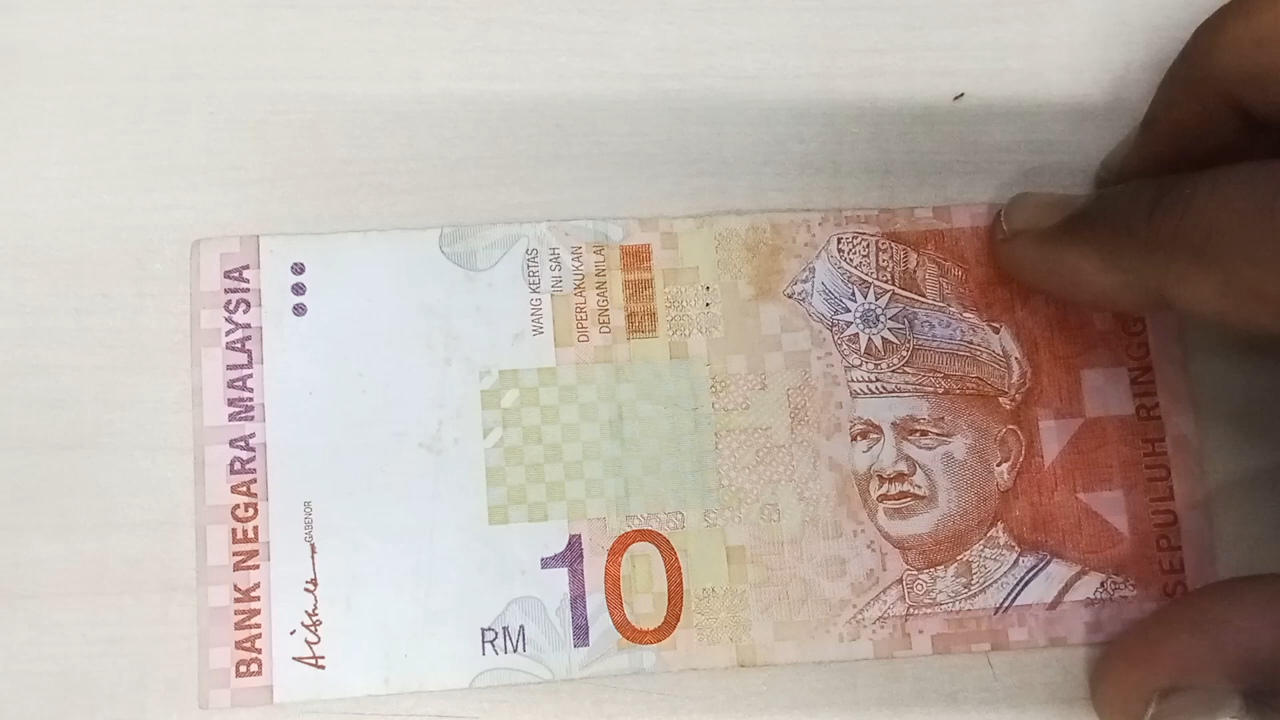 BANK NEGARA MALAYSIA
GABENOR
WANG KERTAS
INI SAH
DIPERLAKUKAN
DENGAN NILAI
RM
10
SEPULUH RINGG